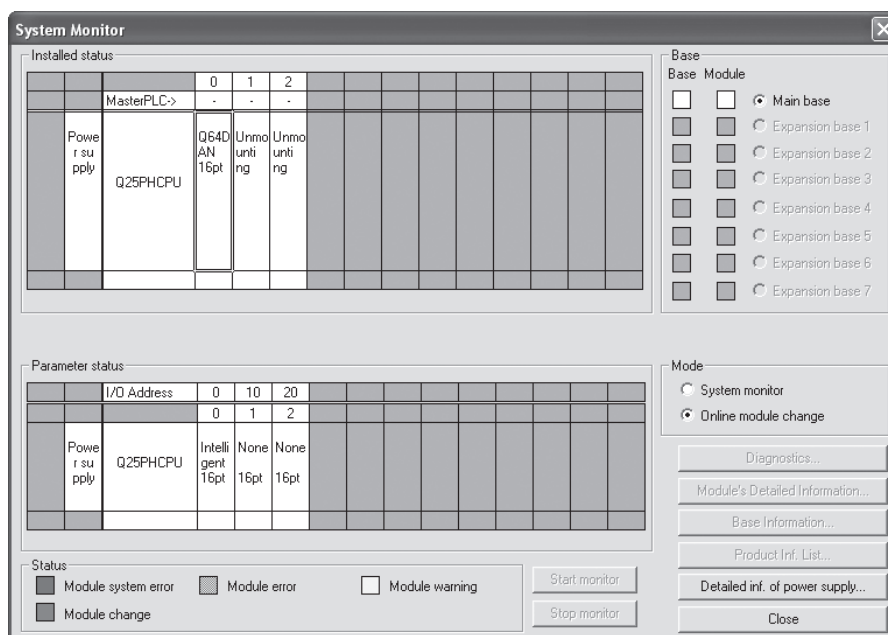 System Monitor
Installed status
0 1 2
MasterPLC-> - - -
Powe
r su
pply
Q25PHCPU
Q64D
AN
16pt
Unmo
unti
ng
Unmo
unti
ng
Base
Base Module
Main base
Expansion base 1
Expansion base 2
Expansion base 3
Expansion base 4
Expansion base 5
Expansion base 6
Expansion base 7
Parameter status
I/O Address 0 10 20
0 1 2
Powe
r su
pply
Q25PHCPU
Intelli
gent
16pt
None
16pt
None
16pt
Mode
System monitor
Online module change
Diagnostics...
Module's Detailed Information...
Base Information...
Product Inf. List...
Detailed inf. of power supply...
Close
Status
Module system error
Module error
Module warning
Module change
Start monitor
Stop monitor